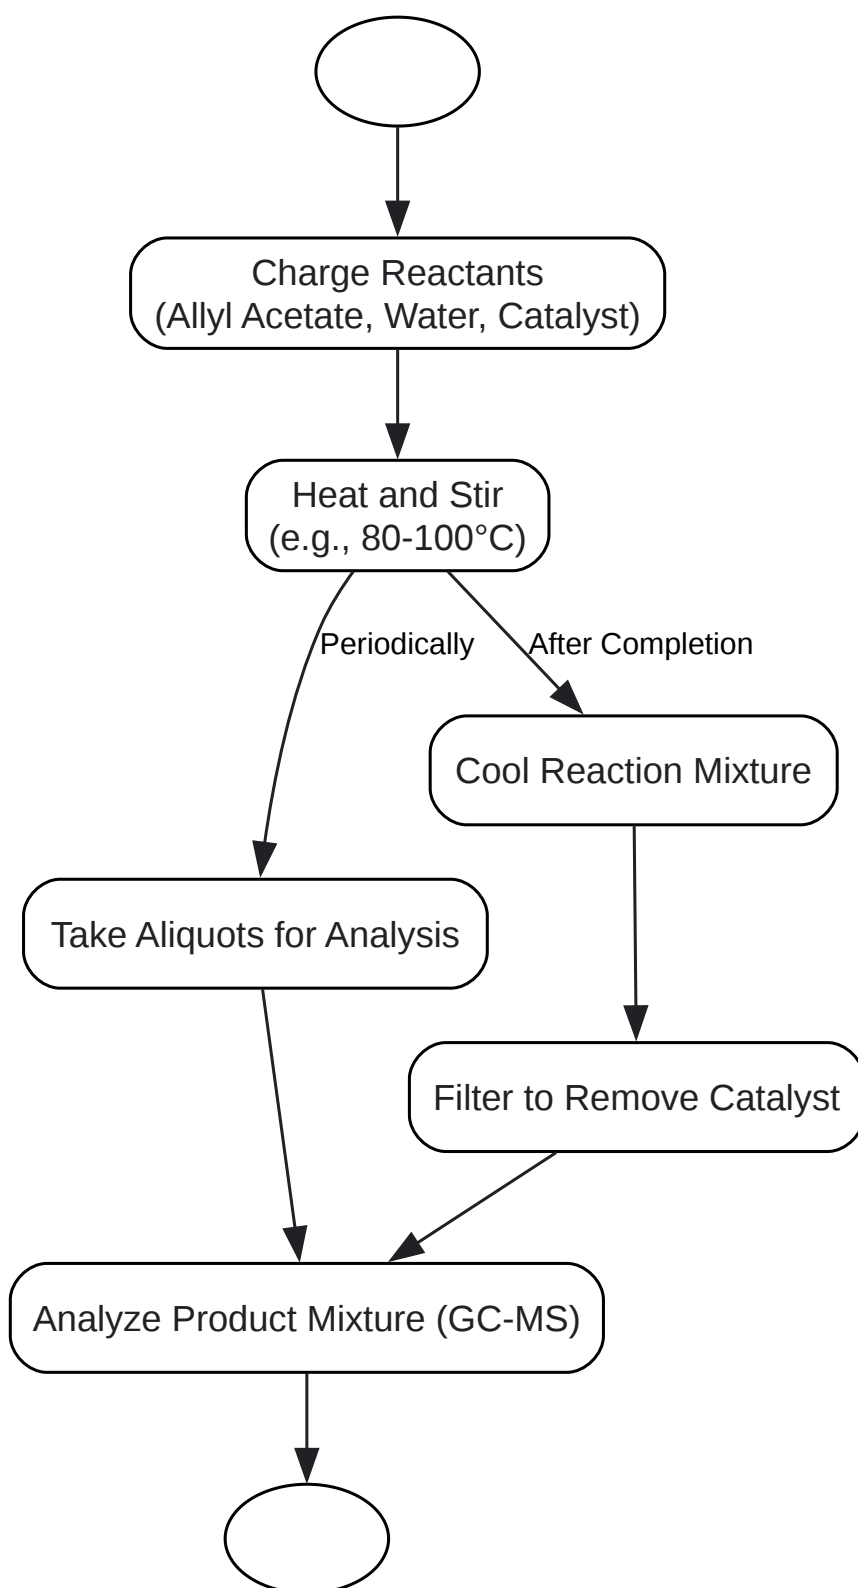 Charge Reactants
(Allyl Acetate, Water, Catalyst)
Heat and Stir
(e.g., 80-100°C)
Periodically
After Completion
Cool Reaction Mixture
Take Aliquots for Analysis
Filter to Remove Catalyst
Analyze Product Mixture (GC-MS)